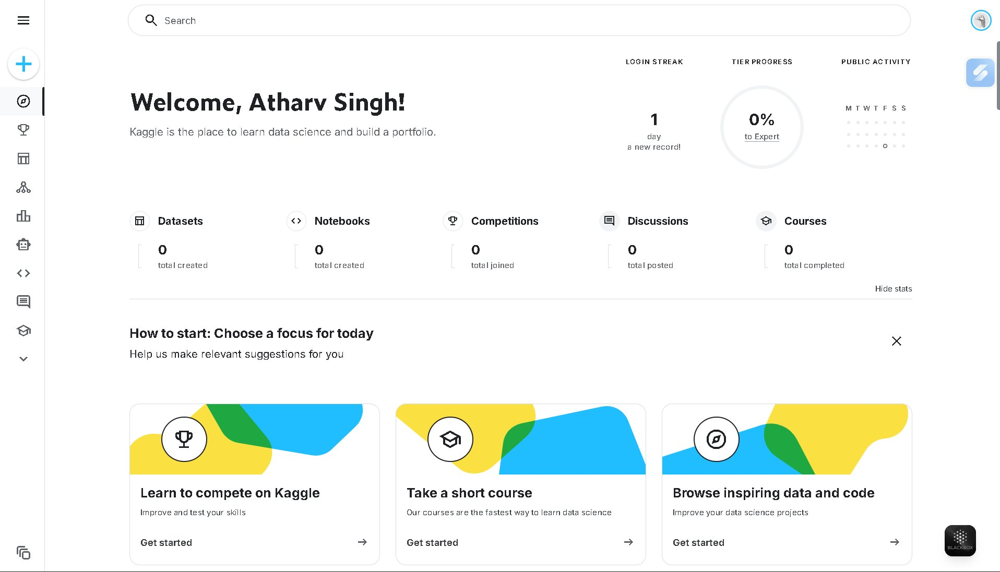 Search
LOGIN STREAK
TIER PROGRESS
PUBLIC ACTIVITY
Welcome, Atharv Singh!
Kaggle is the place to learn data science and build a portfolio.
1
day
a new record!
0%
to Expert
M T W T F S S
Datasets
0
total created
Notebooks
0
total created
Competitions
0
total joined
Discussions
0
total posted
Courses
0
total completed
Hide stats
How to start: Choose a focus for today
Help us make relevant suggestions for you
Learn to compete on Kaggle
Improve and test your skills
Get started
Take a short course
Our courses are the fastest way to learn data science
Get started
Browse inspiring data and code
Improve your data science projects
Get started
BLACKBOX